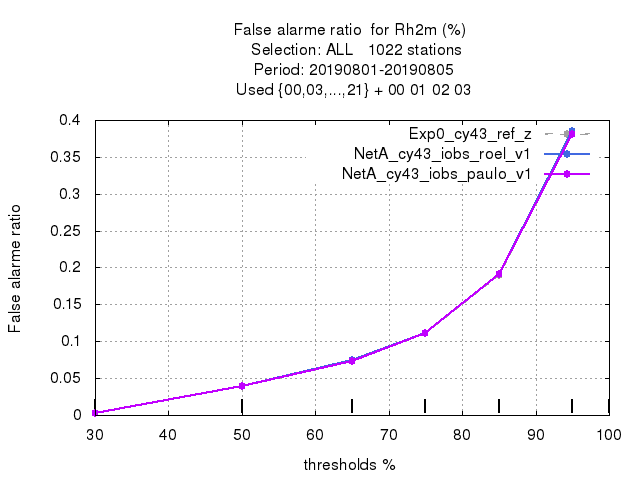 False alarme ratio  for Rh2m (%)
Selection: ALL   1022 stations
Period: 20190801-20190805
Used {00,03,...,21} + 00 01 02 03
Exp0_cy43_ref_z
NetA_cy43_iobs_roel_v1
NetA_cy43_iobs_paulo_v1
0.4
0.35
0.3
0.25
0.2
0.15
0.1
0.05
0
False alarme ratio
30 40 50 60 70 80 90 100
thresholds %